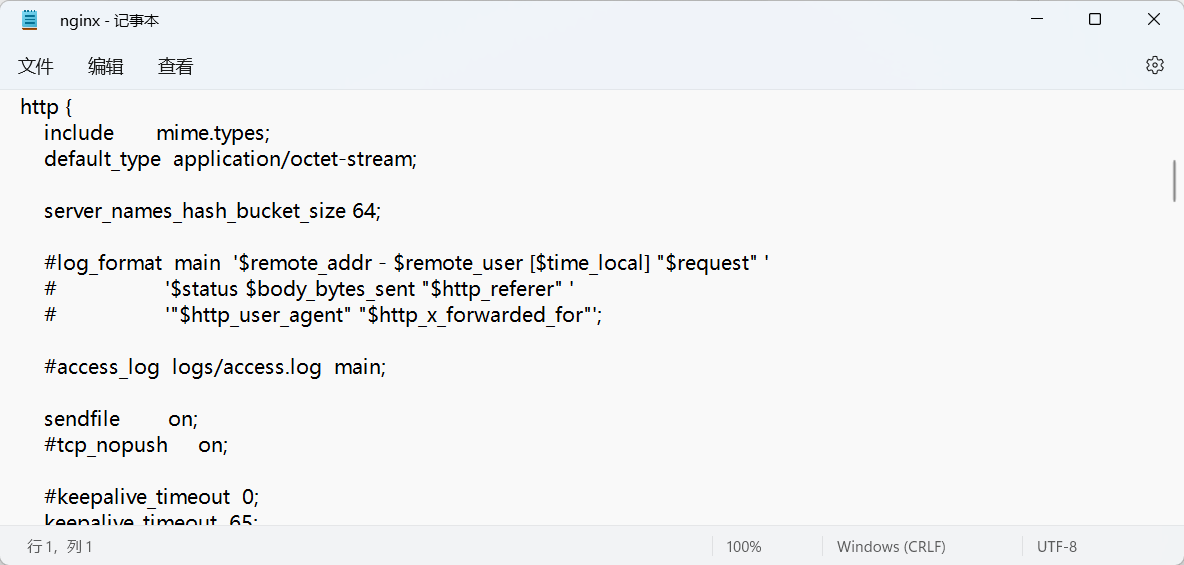 nginx - 记事本
文件 编辑 查看
http {
    include       mime.types;
    default_type  application/octet-stream;
    server_names_hash_bucket_size 64;
    #log_format  main  '$remote_addr - $remote_user [$time_local] "$request" '
    #                  '$status $body_bytes_sent "$http_referer" '
    #                  '"$http_user_agent" "$http_x_forwarded_for"';
    #access_log  logs/access.log  main;
    sendfile        on;
    #tcp_nopush     on;
    #keepalive_timeout  0;
    keepalive_timeout  65;
行 1，列 1 100% Windows (CRLF) UTF-8